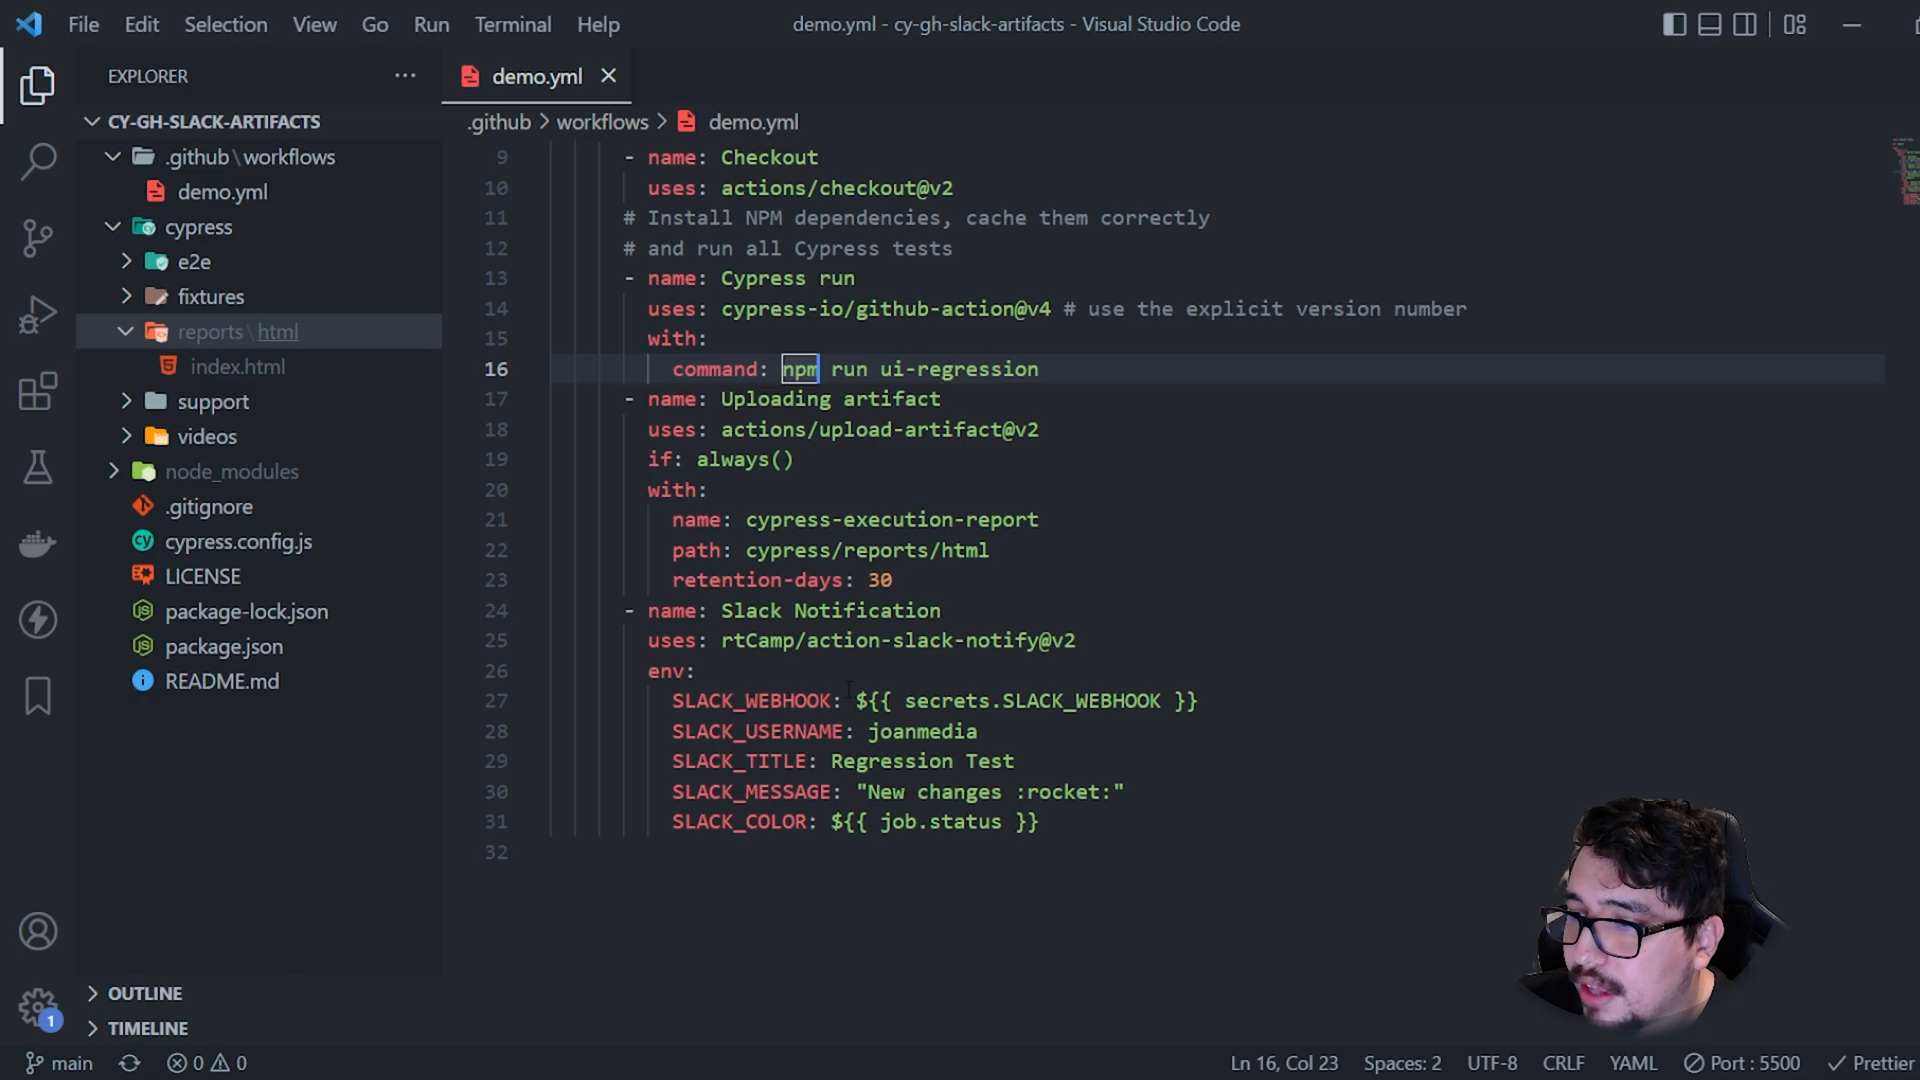 File Edit Selection View Go Run Terminal Help
demo.yml - cy-gh-slack-artifacts - Visual Studio Code
EXPLORER
CY-GH-SLACK-ARTIFACTS
.github\workflows
demo.yml
cypress
e2e
fixtures
reports\html
index.html
support
videos
node_modules
.gitignore
cypress.config.js
LICENSE
package-lock.json
package.json
README.md
OUTLINE
TIMELINE
demo.yml
.github > workflows > demo.yml
9 - name: Checkout
10 uses: actions/checkout@v2
11 # Install NPM dependencies, cache them correctly
12 # and run all Cypress tests
13 - name: Cypress run
14 uses: cypress-io/github-action@v4 # use the explicit version number
15 with:
16 command: npm run ui-regression
17 - name: Uploading artifact
18 uses: actions/upload-artifact@v2
19 if: always()
20 with:
21 name: cypress-execution-report
22 path: cypress/reports/html
23 retention-days: 30
24 - name: Slack Notification
25 uses: rtCamp/action-slack-notify@v2
26 env:
27 SLACK_WEBHOOK: ${{ secrets.SLACK_WEBHOOK }}
28 SLACK_USERNAME: joanmedia
29 SLACK_TITLE: Regression Test
30 SLACK_MESSAGE: "New changes :rocket:"
31 SLACK_COLOR: ${{ job.status }}
32
1
main 0 0 Ln 16, Col 23 Spaces: 2 UTF-8 CRLF YAML Port : 5500 Prettier